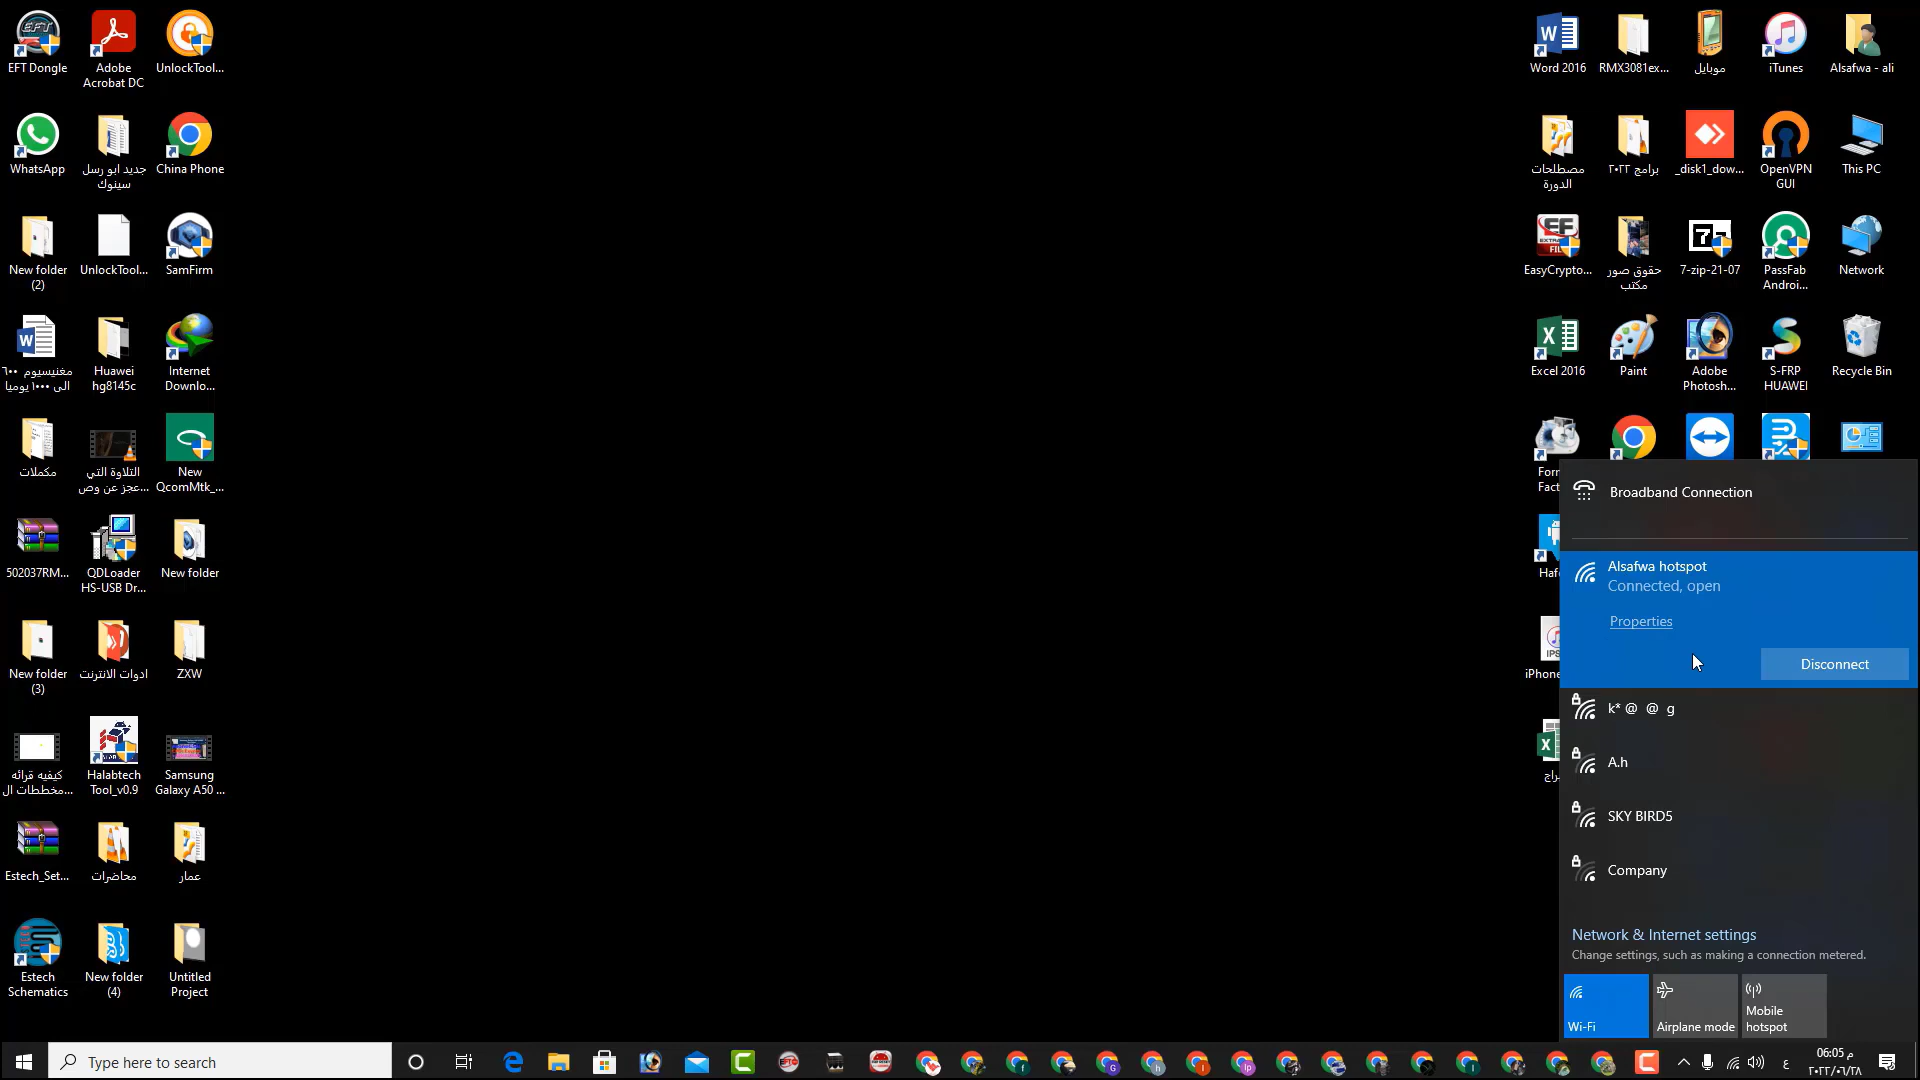 EFT Dongle
Adobe
Acrobat DC
UnlockTool...
WhatsApp
جديد ابو رسل
سينوك
China Phone
New folder
(2)
UnlockTool...
SamFirm
مغنيسيوم ٦٠٠
الى ١٠٠٠ يوميا
Huawei
hg8145c
Internet
Downlo...
مكملات
التلاوة التي
عجز عن وص...
New
QcomMtk_...
502037RM...
QDLoader
HS-USB Dr...
New folder
New folder
(3)
ادوات الانترنت
ZXW
كيفيه قرائه
مخططات ال...
Halabtech
Tool_v0.9
Samsung
Galaxy A50 ...
Estech_Set...
محاضرات
عمار
Estech
Schematics
New folder
(4)
Untitled
Project
Word 2016
RMX3081ex...
موبايل
iTunes
Alsafwa - ali
مصطلحات
الدورة
برامج ٢٠٢٢
_disk1_dow...
OpenVPN
GUI
This PC
EasyCrypto...
حقوق صور
مكتب
7-zip-21-07
PassFab
Androi...
Network
Excel 2016
Paint
Adobe
Photosh...
S-FRP
HUAWEI
Recycle Bin
Broadband Connection
Alsafwa hotspot
Connected, open
Properties
Disconnect
k* @ @ g
A.h
SKY BIRD5
Company
Network & Internet settings
Change settings, such as making a connection metered.
Wi-Fi
Airplane mode
Mobile
hotspot
Type here to search
ع
06:05 م
٢٠٢٢/٠٦/٢٨